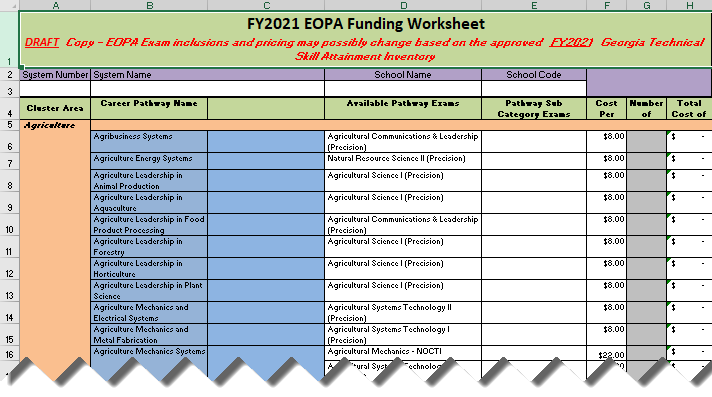 A B C D E F G H
1 FY2021 EOPA Funding Worksheet
DRAFT Copy – EOPA Exam inclusions and pricing may possibly change based on the approved FY2021 Georgia Technical
Skill Attainment Inventory
2 System Number System Name School Name School Code
3
4 Cluster Area Career Pathway Name Available Pathway Exams Pathway Sub Cost Number Total
Category Exams Per of Cost of
5 Agriculture
6 Agribusiness Systems Agricultural Communications & Leadership $8.00 $ -
(Precision)
7 Agriculture Energy Systems Natural Resource Science II (Precision) $8.00 $ -
8 Agriculture Leadership in Agricultural Science I (Precision) $8.00 $ -
Animal Production
9 Agriculture Leadership in Agricultural Science I (Precision) $8.00 $ -
Aquaculture
10 Agriculture Leadership in Food Agricultural Communications & Leadership $8.00 $ -
Product Processing (Precision)
11 Agriculture Leadership in Agricultural Science I (Precision) $8.00 $ -
Forestry
12 Agriculture Leadership in Agricultural Science I (Precision) $8.00 $ -
Horticulture
13 Agriculture Leadership in Plant Agricultural Science I (Precision) $8.00 $ -
Science
14 Agriculture Mechanics and Agricultural Systems Technology II $8.00 $ -
Electrical Systems (Precision)
15 Agriculture Mechanics and Agricultural Systems Technology I $8.00 $ -
Metal Fabrication (Precision)
16 Agriculture Mechanics Systems Agricultural Mechanics - NOCTI $22.00 $ -